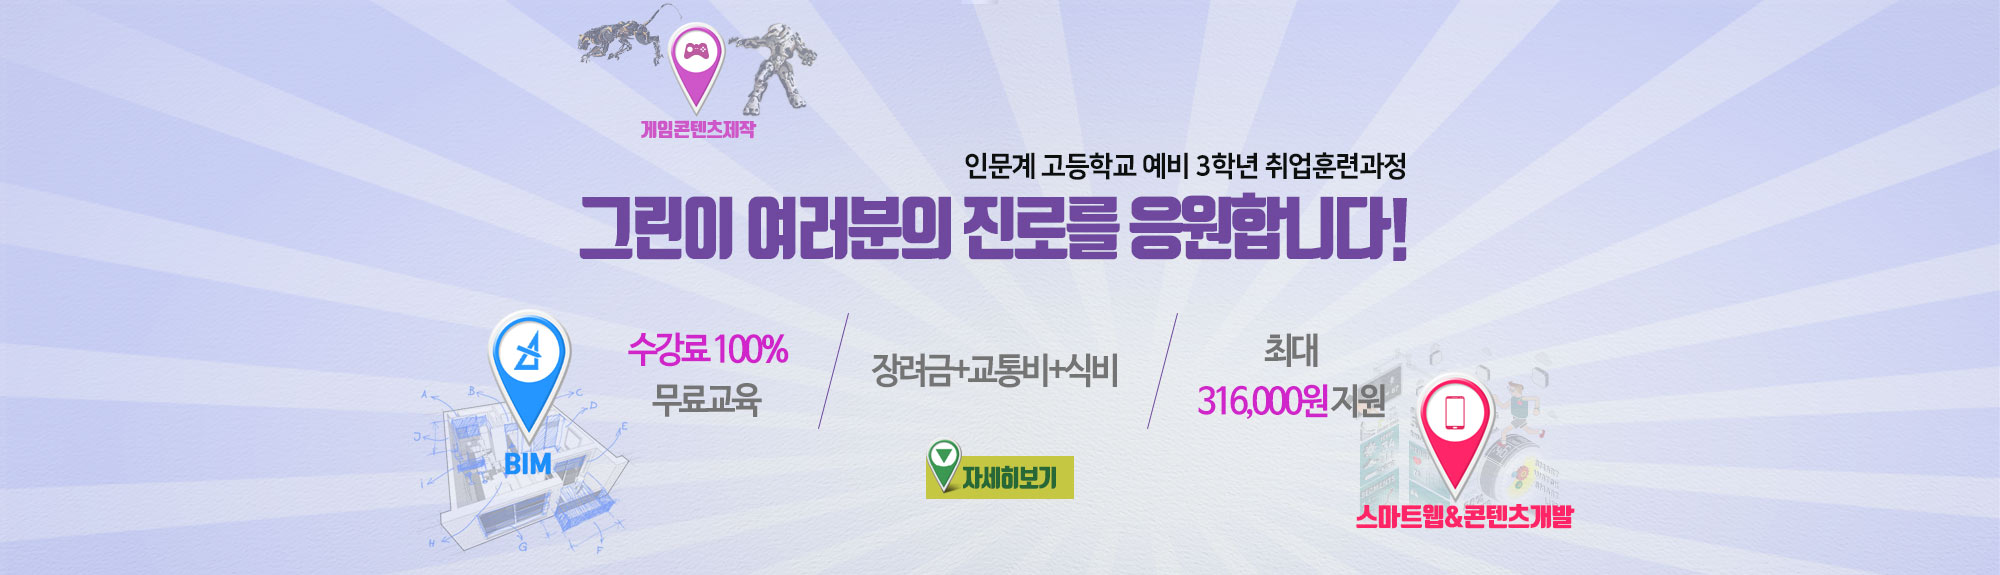 게임콘텐츠제작
인문계 고등학교 예비 3학년 취업훈련과정
그린이 여러분의 진로를 응원합니다!
수강료 100%
무료교육
장려금+교통비+식비
최대
316,000원 지원
BIM
A
B
C
D
E
F
G
H
I
J
자세히보기
스마트웹&콘텐츠개발